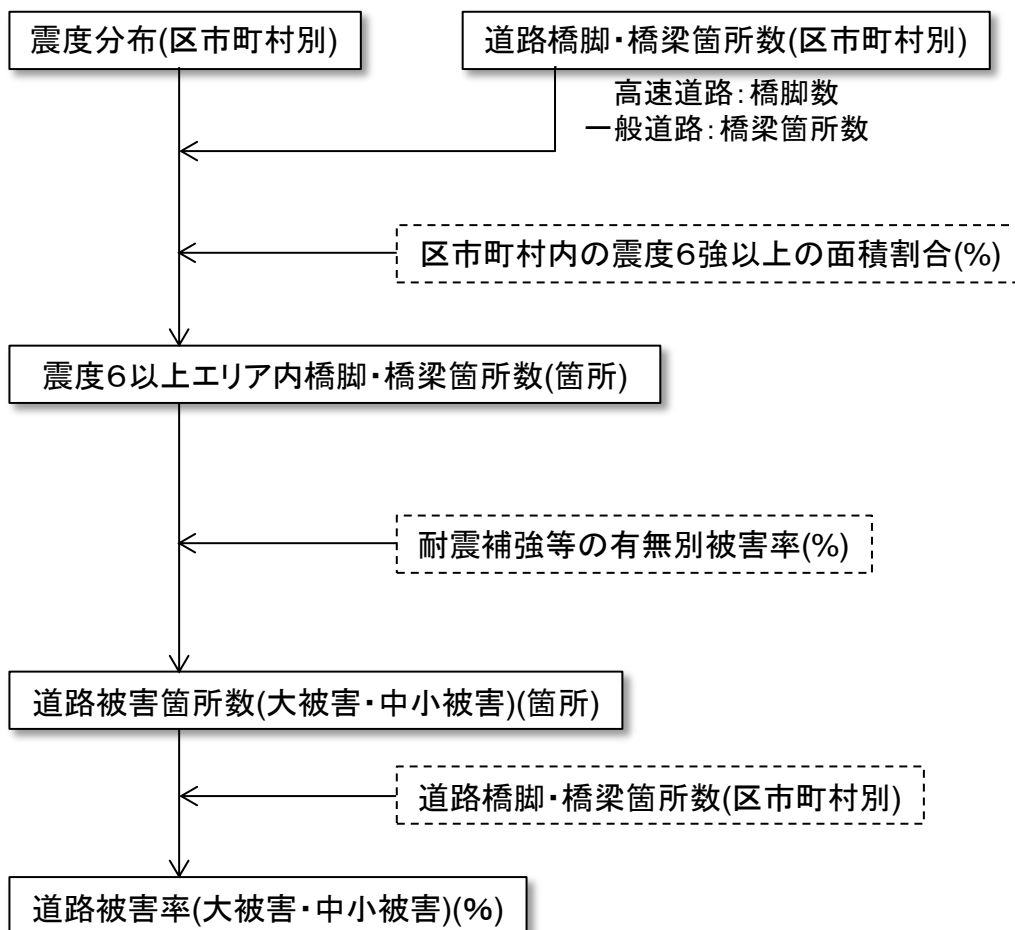 震度分布(区市町村別)
道路橋脚・橋梁箇所数(区市町村別)
高速道路：橋脚数
一般道路：橋梁箇所数
区市町村内の震度６強以上の面積割合(%)
震度６以上エリア内橋脚・橋梁箇所数(箇所)
耐震補強等の有無別被害率(%)
道路被害箇所数(大被害・中小被害)(箇所)
道路橋脚・橋梁箇所数(区市町村別)
道路被害率(大被害・中小被害)(%)